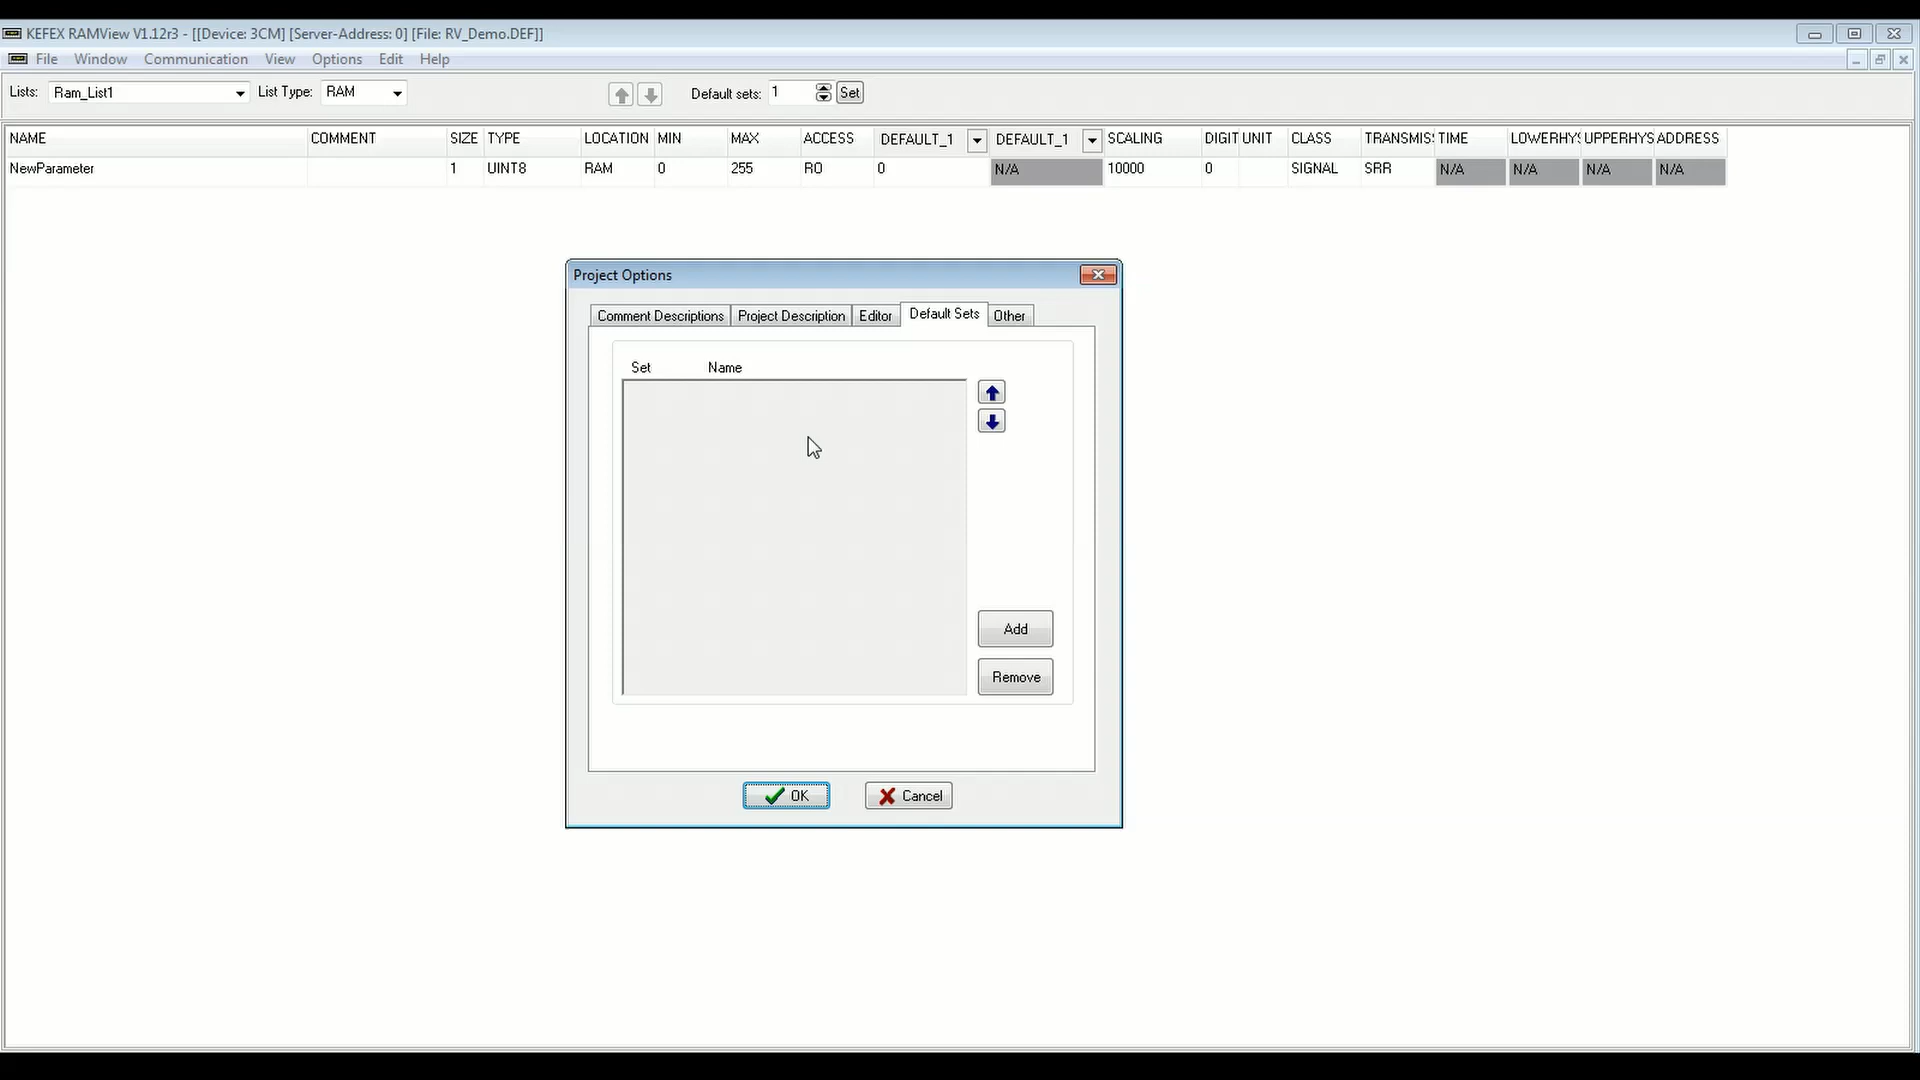 KEFEX RAMView V1.12r3 - [[Device: 3CM] [Server-Address: 0] [File: RV_Demo.DEF]]
File Window Communication View Options Edit Help
Lists: Ram_List1 List Type: RAM Default sets: 1 Set
NAME COMMENT SIZE TYPE LOCATION MIN MAX ACCESS DEFAULT_1 DEFAULT_1 SCALING DIGIT UNIT CLASS TRANSMIS TIME LOWERHYS UPPERHYS ADDRESS
NewParameter 1 UINT8 RAM 0 255 RO 0 N/A 10000 0 SIGNAL SRR N/A N/A N/A N/A
Project Options
Comment Descriptions Project Description Editor Default Sets Other
Set Name
Add
Remove
OK Cancel